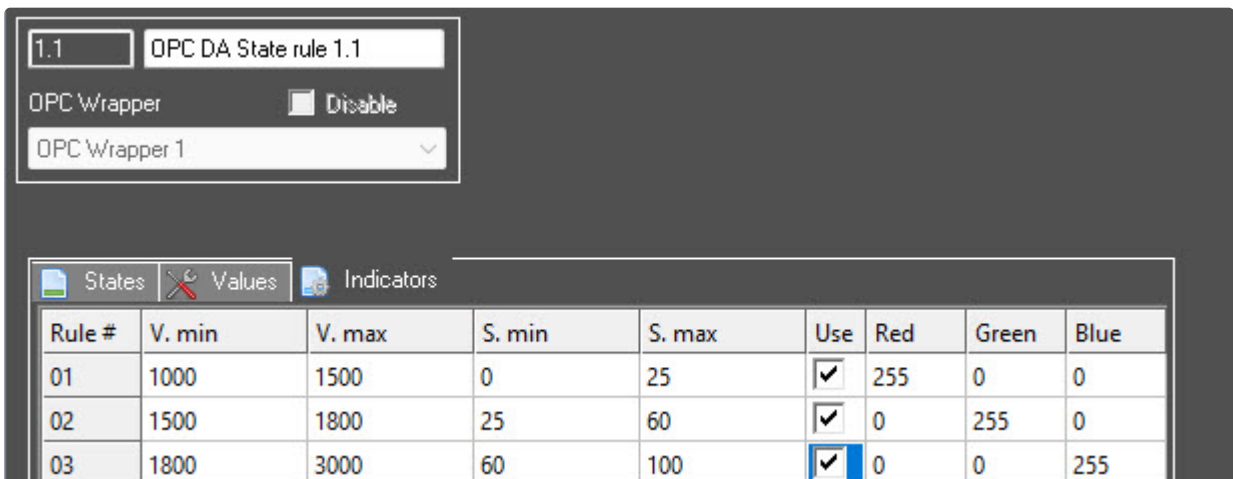 1.1 OPC DA State rule 1.1
OPC Wrapper Disable
OPC Wrapper 1
States Values Indicators
Rule # V. min V. max S. min S. max Use Red Green Blue
01 1000 1500 0 25 255 0 0
02 1500 1800 25 60 0 255 0
03 1800 3000 60 100 0 0 255